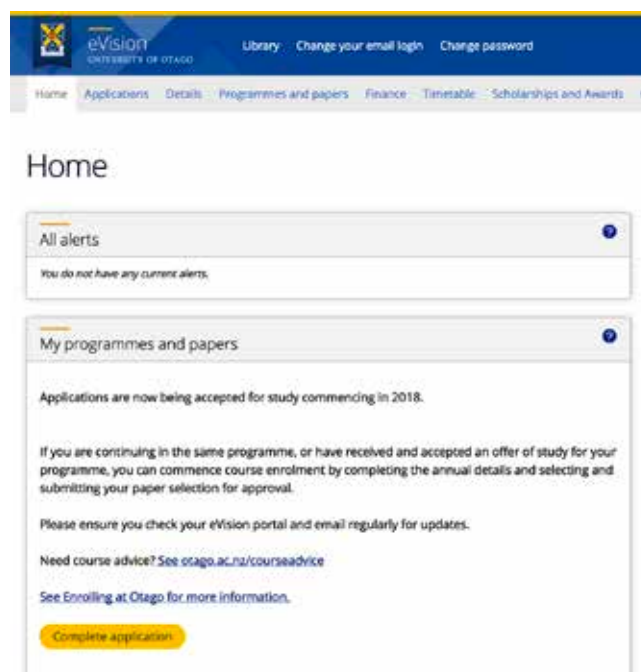 eVision
UNIVERSITY OF OTAGO
Library Change your email login Change password
Home Applications Details Programmes and papers Finance Timetable Scholarships and Awards
Home
All alerts
?
You do not have any current alerts.
My programmes and papers
?
Applications are now being accepted for study commencing in 2018.
If you are continuing in the same programme, or have received and accepted an offer of study for your
programme, you can commence course enrolment by completing the annual details and selecting and
submitting your paper selection for approval.
Please ensure you check your eVision portal and email regularly for updates.
Need course advice? See otago.ac.nz/courseadvice
See Enrolling at Otago for more information.
Complete application